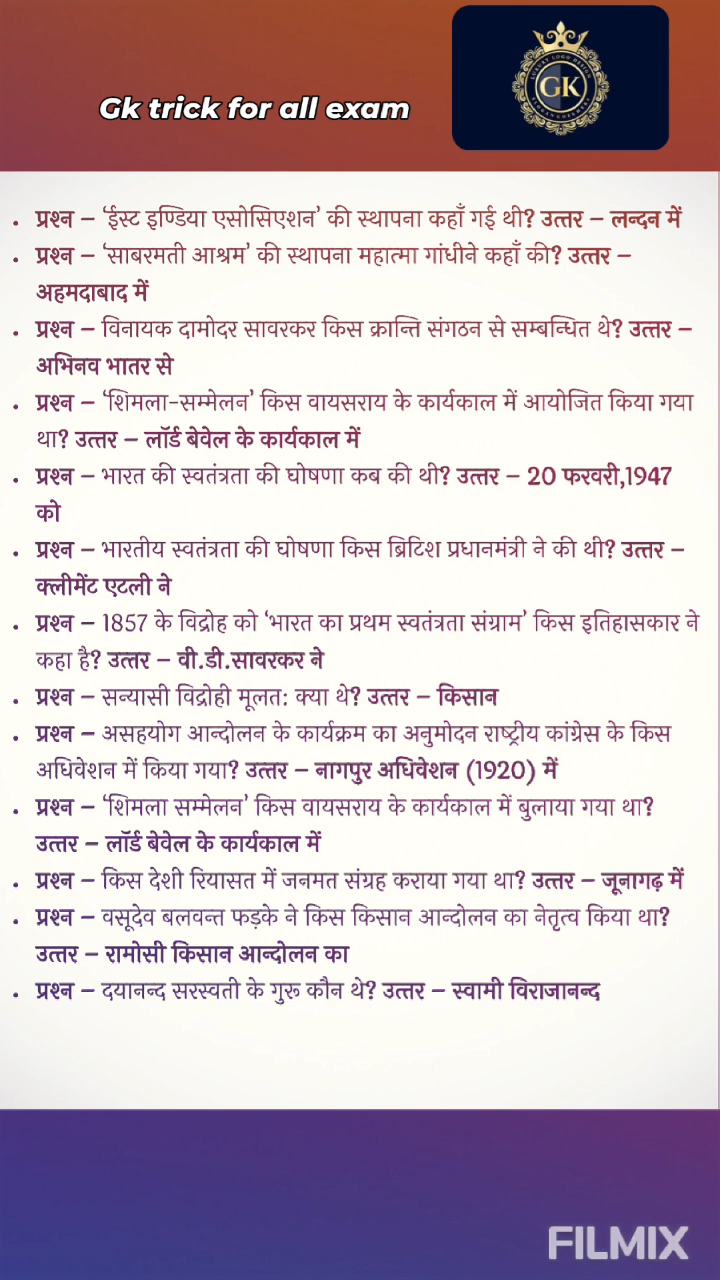 Gk trick for all exam
GK
प्रश्न – ‘ईस्ट इण्डिया एसोसिएशन’ की स्थापना कहाँ गई थी? उत्तर – लन्दन में
प्रश्न – ‘साबरमती आश्रम’ की स्थापना महात्मा गांधीने कहाँ की? उत्तर –
अहमदाबाद में
प्रश्न – विनायक दामोदर सावरकर किस क्रान्ति संगठन से सम्बन्धित थे? उत्तर –
अभिनव भातर से
प्रश्न – ‘शिमला-सम्मेलन’ किस वायसराय के कार्यकाल में आयोजित किया गया
था? उत्तर – लॉर्ड बेवेल के कार्यकाल में
प्रश्न – भारत की स्वतंत्रता की घोषणा कब की थी? उत्तर – 20 फरवरी,1947
को
प्रश्न – भारतीय स्वतंत्रता की घोषणा किस ब्रिटिश प्रधानमंत्री ने की थी? उत्तर –
क्लीमेंट एटली ने
प्रश्न – 1857 के विद्रोह को ‘भारत का प्रथम स्वतंत्रता संग्राम’ किस इतिहासकार ने
कहा है? उत्तर – वी.डी.सावरकर ने
प्रश्न – सन्यासी विद्रोही मूलत: क्या थे? उत्तर – किसान
प्रश्न – असहयोग आन्दोलन के कार्यक्रम का अनुमोदन राष्ट्रीय कांग्रेस के किस
अधिवेशन में किया गया? उत्तर – नागपुर अधिवेशन (1920) में
प्रश्न – ‘शिमला सम्मेलन’ किस वायसराय के कार्यकाल में बुलाया गया था?
उत्तर – लॉर्ड बेवेल के कार्यकाल में
प्रश्न – किस देशी रियासत में जनमत संग्रह कराया गया था? उत्तर – जूनागढ़ में
प्रश्न – वसूदेव बलवन्त फड़के ने किस किसान आन्दोलन का नेतृत्व किया था?
उत्तर – रामोसी किसान आन्दोलन का
प्रश्न – दयानन्द सरस्वती के गुरू कौन थे? उत्तर – स्वामी विराजानन्द
FILMIX